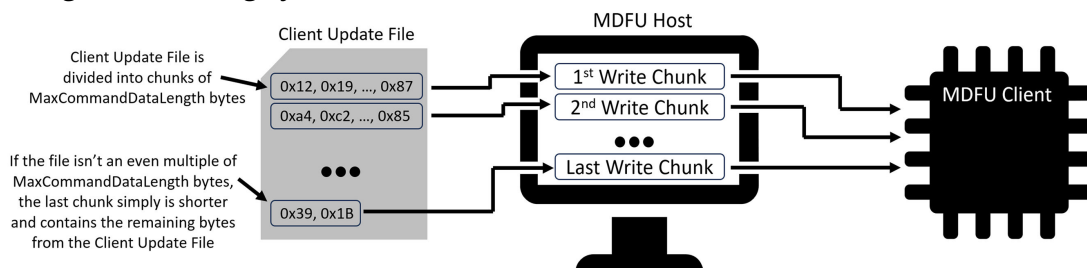 MDFU Host
Client Update File
Client Update File is
divided into chunks of
MaxCommandDataLength bytes
0x12, 0x19, ..., 0x87
0xa4, 0xc2, ..., 0x85
1st Write Chunk
2nd Write Chunk
Last Write Chunk
MDFU Client
If the file isn't an even multiple of
MaxCommandDataLength bytes,
the last chunk simply is shorter
and contains the remaining bytes
from the Client Update File
0x39, 0x1B